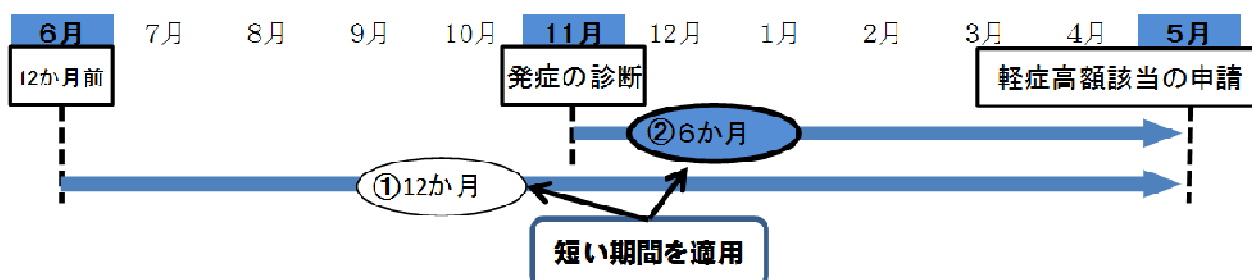 6月 7月 8月 9月 10月 11月 12月 1月 2月 3月 4月 5月
12か月前 発症の診断 軽症高額該当の申請
②6か月
①12か月
短い期間を適用